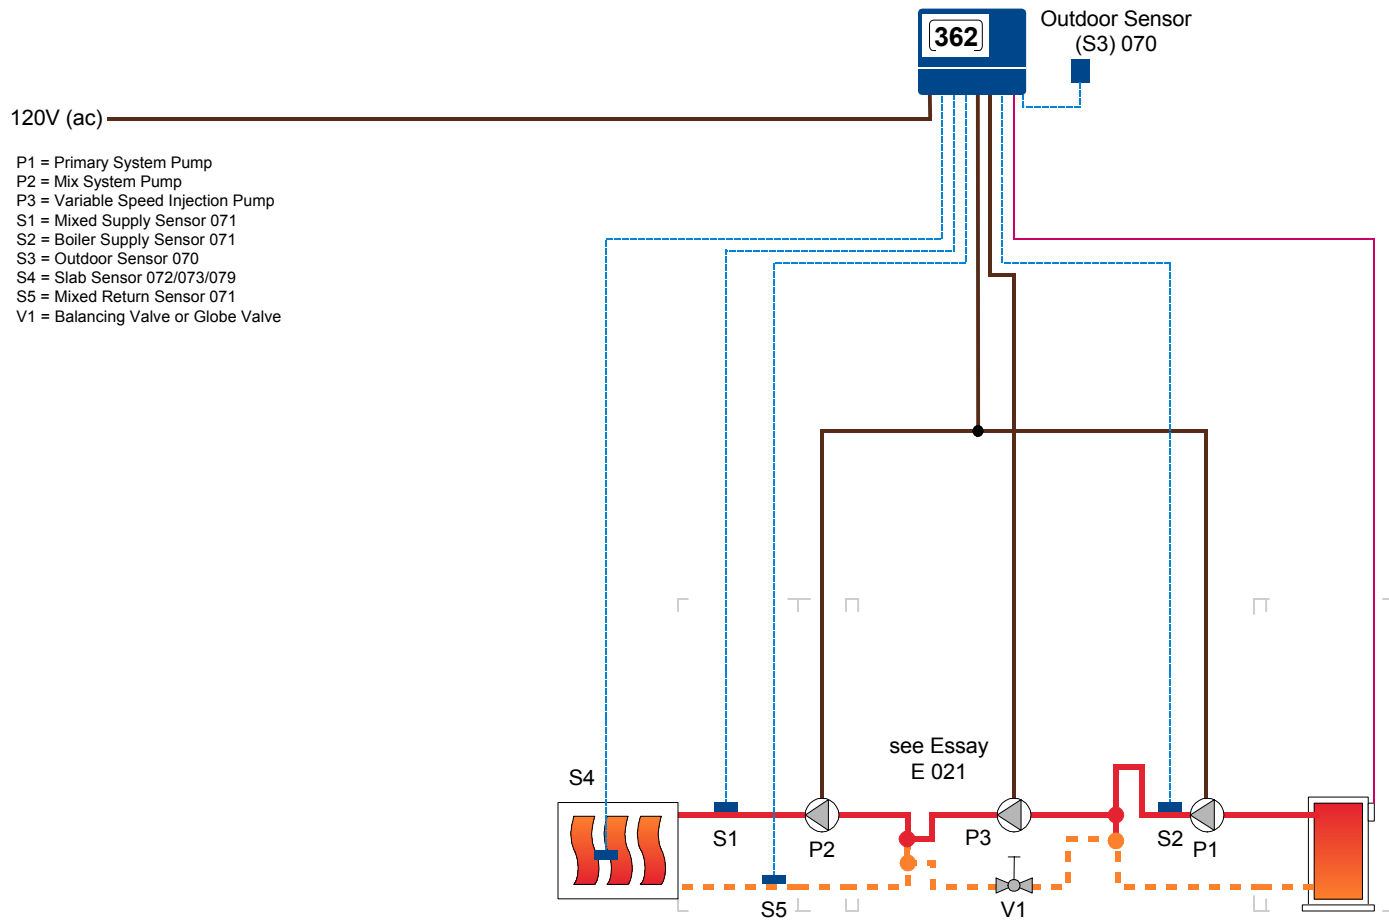 362
Outdoor Sensor
(S3) 070
120V (ac)
P1 = Primary System Pump
P2 = Mix System Pump
P3 = Variable Speed Injection Pump
S1 = Mixed Supply Sensor 071
S2 = Boiler Supply Sensor 071
S3 = Outdoor Sensor 070
S4 = Slab Sensor 072/073/079
S5 = Mixed Return Sensor 071
V1 = Balancing Valve or Globe Valve
see Essay
E 021
S4
S1
P2
P3
S2
P1
S5
V1